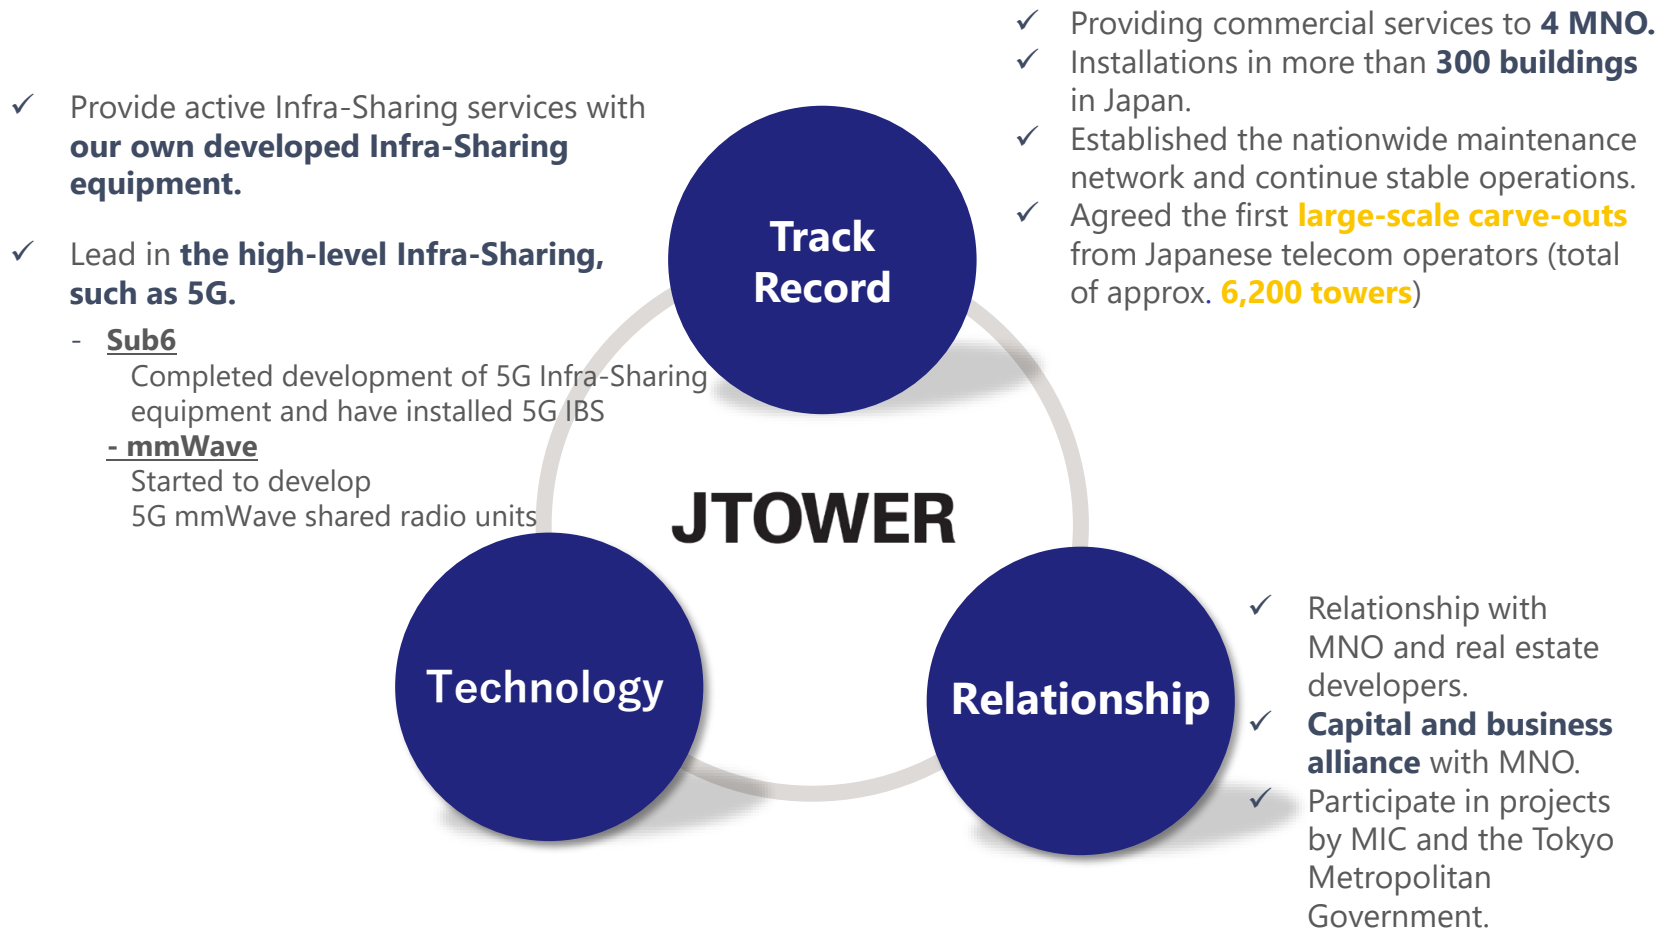 ✓ Providing commercial services to 4 MNO.
✓ Installations in more than 300 buildings
in Japan.
✓ Established the nationwide maintenance
network and continue stable operations.
✓ Agreed the first large-scale carve-outs
from Japanese telecom operators (total
of approx. 6,200 towers)
✓ Provide active Infra-Sharing services with
our own developed Infra-Sharing
equipment.
✓ Lead in the high-level Infra-Sharing,
such as 5G.
- Sub6
Completed development of 5G Infra-Sharing
equipment and have installed 5G IBS
- mmWave
Started to develop
5G mmWave shared radio units
Track
Record
JTOWER
Technology
Relationship
✓ Relationship with
MNO and real estate
developers.
✓ Capital and business
alliance with MNO.
✓ Participate in projects
by MIC and the Tokyo
Metropolitan
Government.